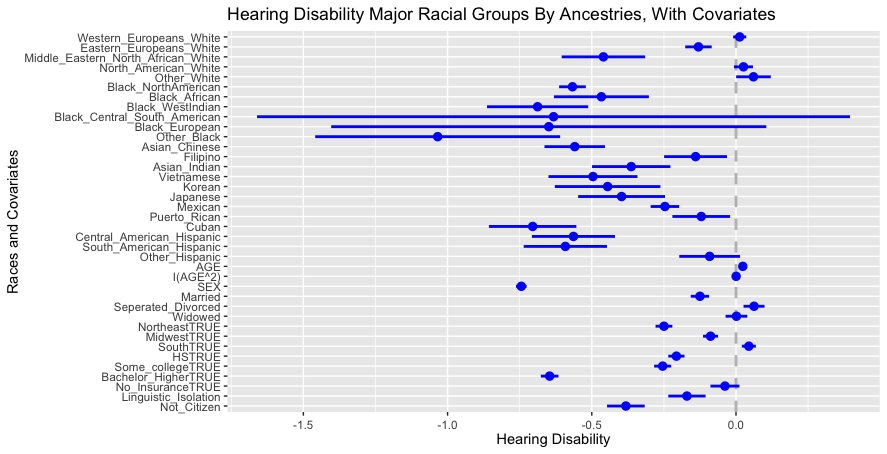 Hearing Disability Major Racial Groups By Ancestries, With Covariates
Races and Covariates
Western_Europeans_White
Eastern_Europeans_White
Middle_Eastern_North_African_White
North_American_White
Other_White
Black_NorthAmerican
Black_African
Black_WestIndian
Black_Central_South_American
Black_European
Other_Black
Asian_Chinese
Filipino
Asian_Indian
Vietnamese
Korean
Japanese
Mexican
Puerto_Rican
Cuban
Central_American_Hispanic
South_American_Hispanic
Other_Hispanic
AGE
I(AGE^2)
SEX
Married
Seperated_Divorced
Widowed
NortheastTRUE
MidwestTRUE
SouthTRUE
HSTRUE
Some_collegeTRUE
Bachelor_HigherTRUE
No_InsuranceTRUE
Linguistic_Isolation
Not_Citizen
-1.5 -1.0 -0.5 0.0
Hearing Disability